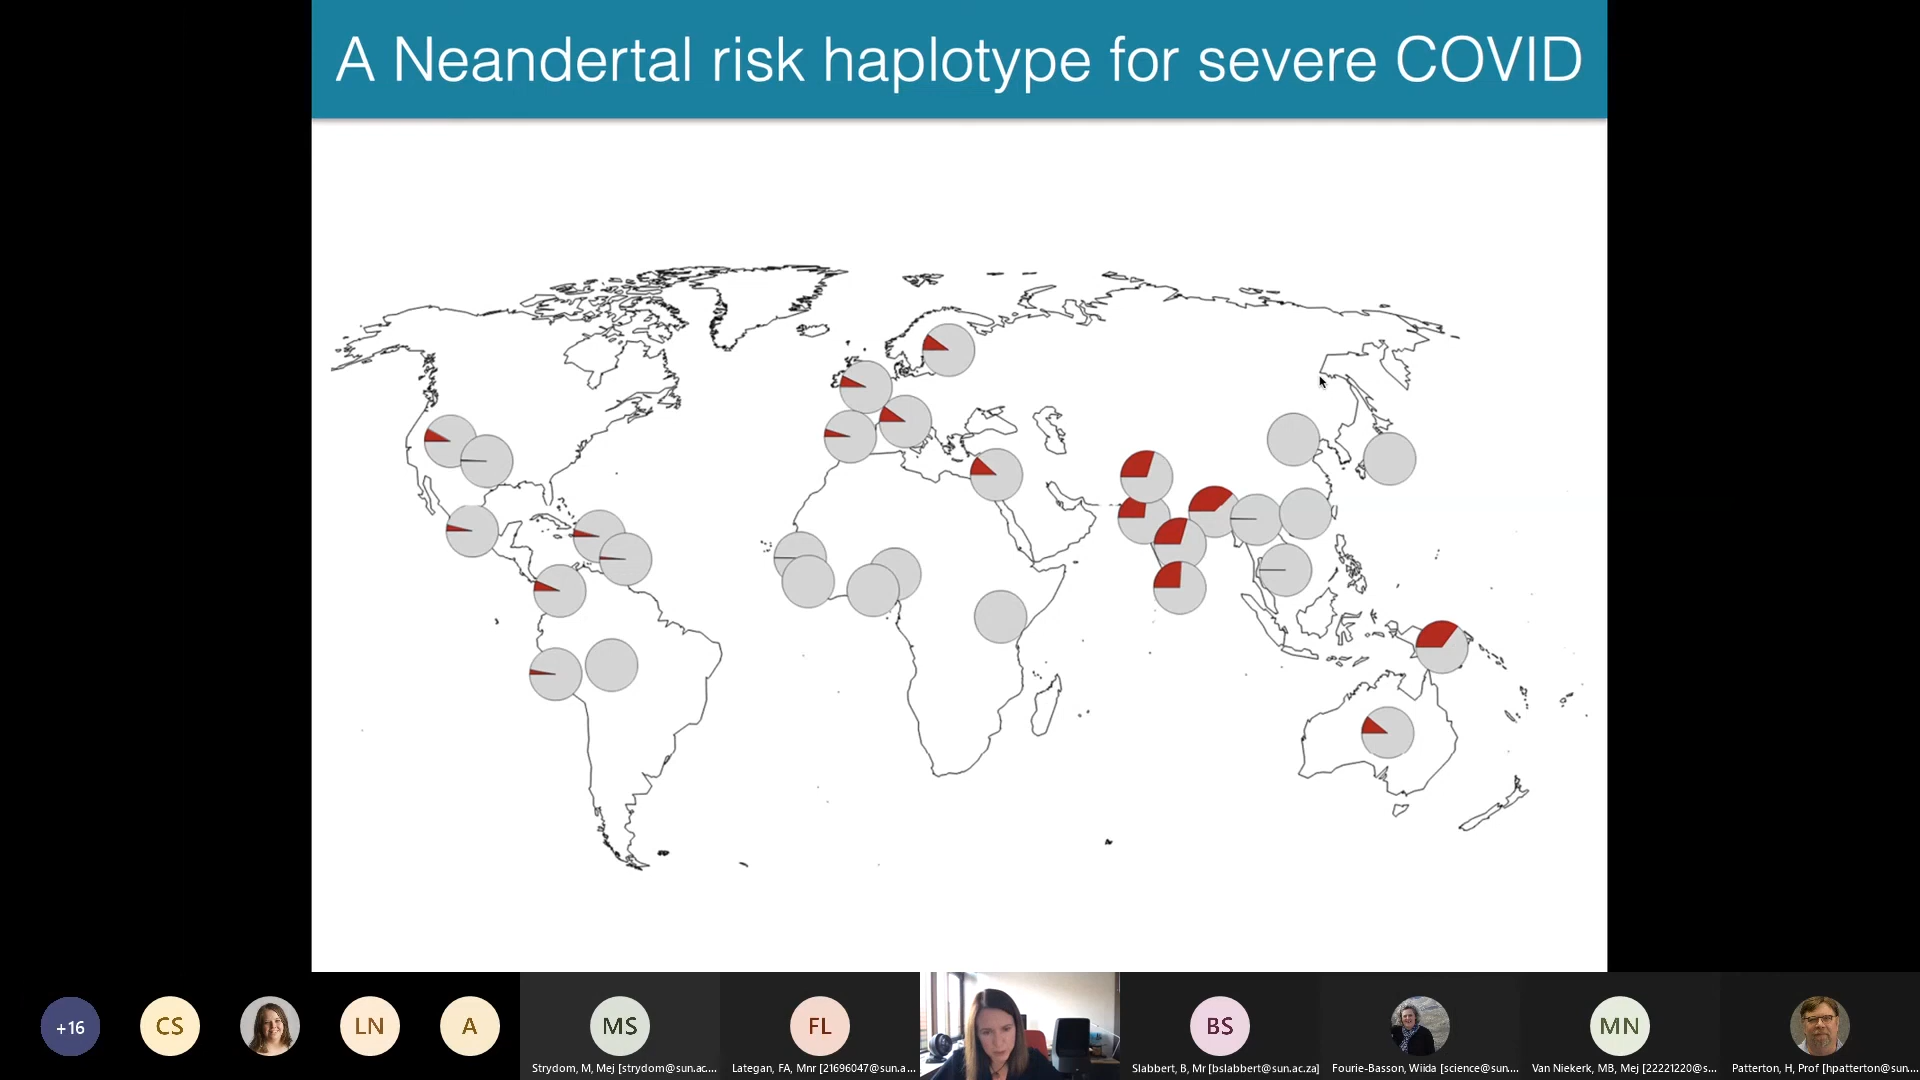 A Neandertal risk haplotype for severe COVID
+16
CS
LN
A
MS
FL
BS
MN
Strydom, M, Mej [strydom@sun.ac....
Lategan, FA, Mnr [21696047@sun.a...
Slabbert, B, Mr [bslabbert@sun.ac.za]
Fourie-Basson, Wiida [science@sun....
Van Niekerk, MB, Mej [22221220@s...
Patterton, H, Prof [hpatterton@sun....